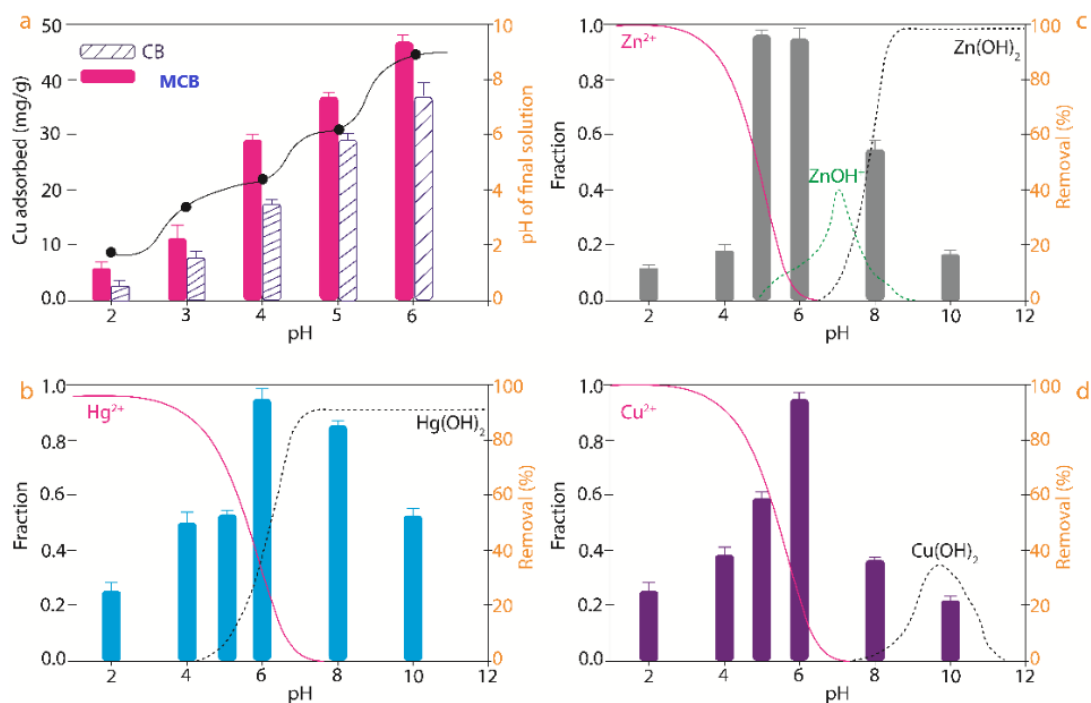 a
50
40
30
20
10
0.0
Cu adsorbed (mg/g)
CB
MCB
10
8
6
4
2
0
pH of final solution
2 3 4 5 6
pH
c
1.0
0.8
0.6
0.4
0.2
0.0
Fraction
Zn²⁺
ZnOH⁻
Zn(OH)₂
100
80
60
40
20
0
Removal (%)
2 4 6 8 10 12
pH
b
1.0
0.8
0.6
0.4
0.2
0.0
Fraction
Hg²⁺
Hg(OH)₂
100
80
60
40
20
0
Removal (%)
2 4 6 8 10 12
pH
d
1.0
0.8
0.6
0.4
0.2
0.0
Fraction
Cu²⁺
Cu(OH)₂
100
80
60
40
20
0
Removal (%)
2 4 6 8 10 12
pH